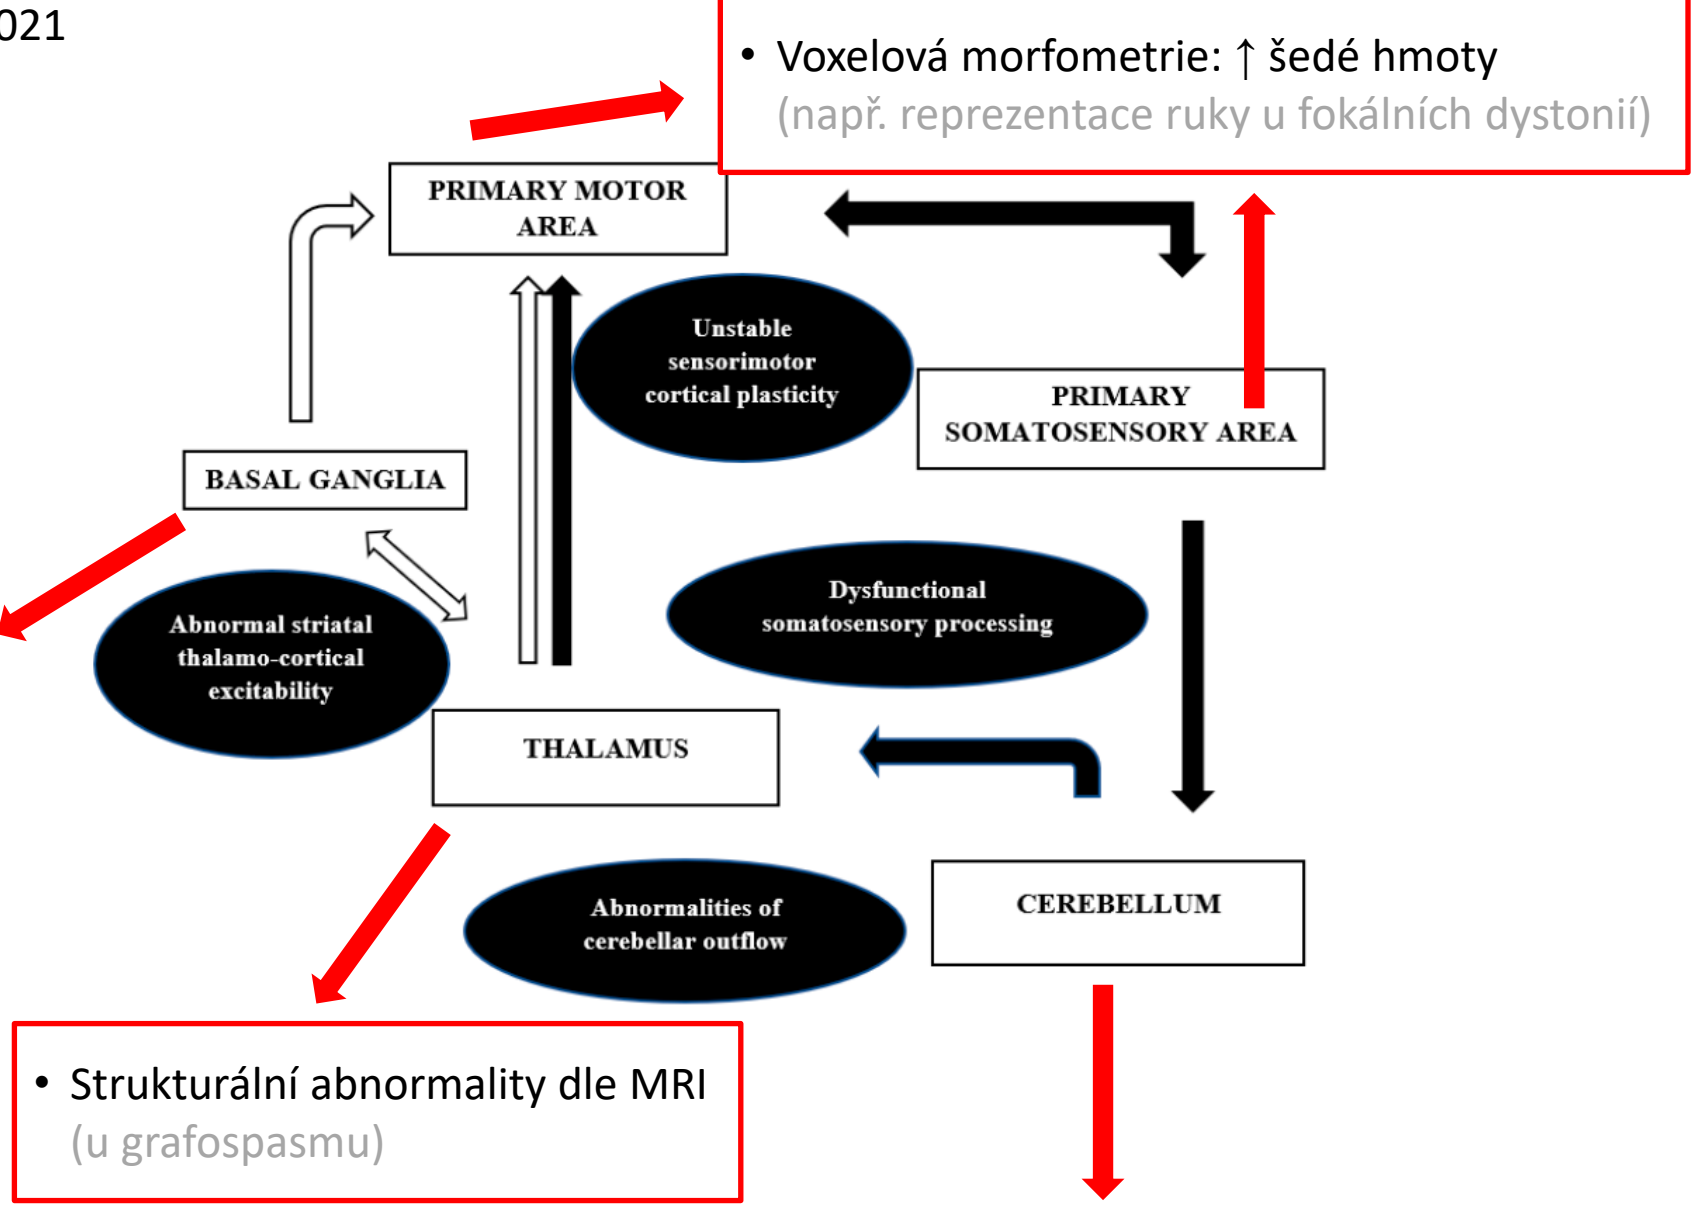 021
• Voxelová morfometrie: ↑ šedé hmoty
(např. reprezentace ruky u fokálních dystonií)
PRIMARY MOTOR
AREA
Unstable
sensorimotor
cortical plasticity
PRIMARY
SOMATOSENSORY AREA
BASAL GANGLIA
Abnormal striatal
thalamo-cortical
excitability
Dysfunctional
somatosensory processing
THALAMUS
Abnormalities of
cerebellar outflow
CEREBELLUM
• Strukturální abnormality dle MRI
(u grafospasmu)